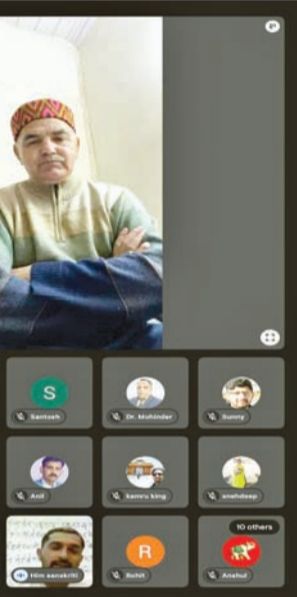 S
Santosh
Dr. Mohinder
Sunny
Anil
kamru king
snehdeep
10 others
Him sanskriti
R
Rohit
Anshul